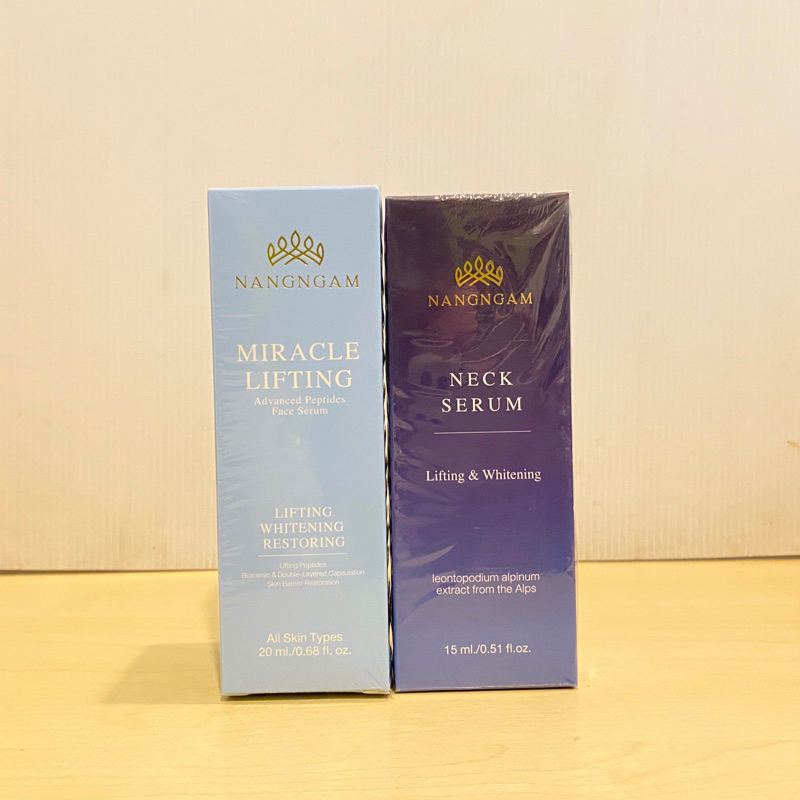 NANGNGAM
MIRACLE
LIFTING
Advanced Peptides
Face Serum
LIFTING
WHITENING
RESTORING
Lifting Peptides
Biomimic & Double-Layered Capsulation
Skin Barrier Restoration
All Skin Types
20 ml./0.68 fl. oz.
NANGNGAM
NECK
SERUM
Lifting & Whitening
leontopodium alpinum
extract from the Alps
15 ml./0.51 fl.oz.